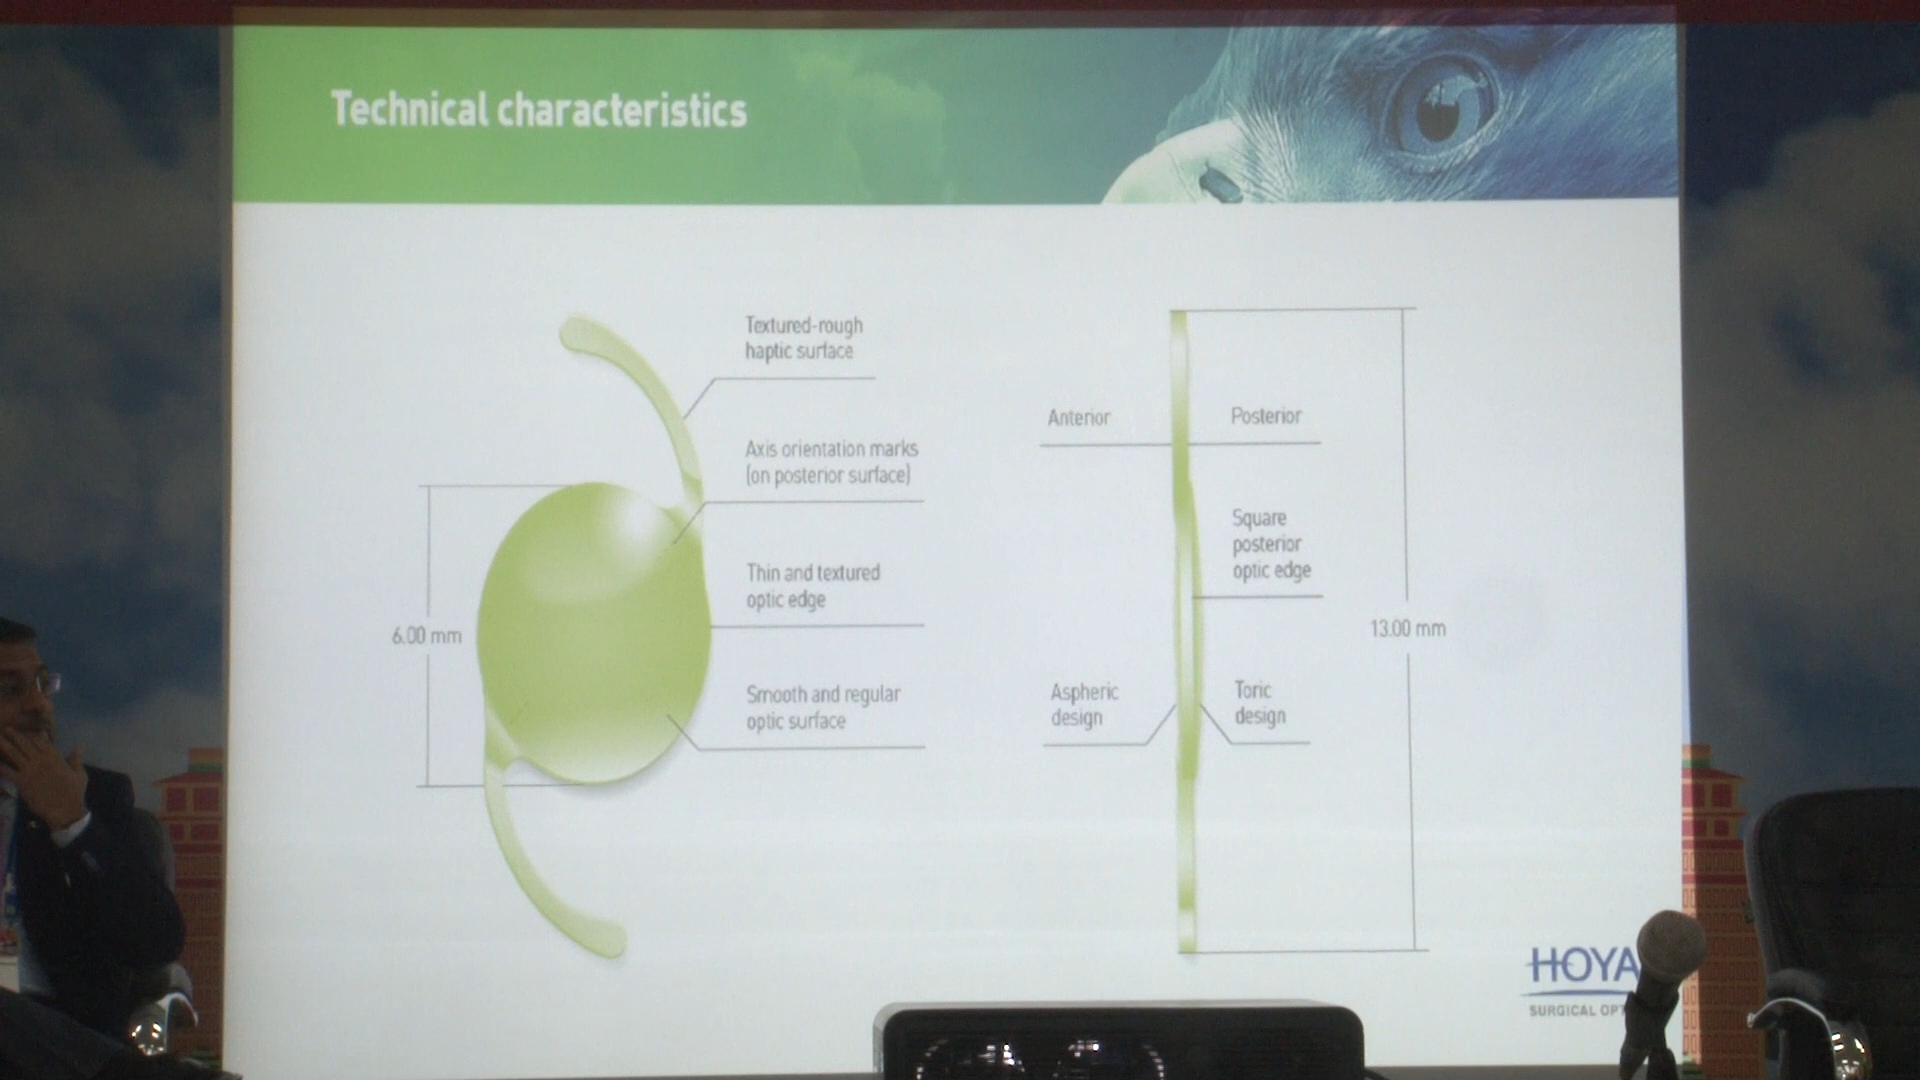 Technical characteristics
Textured-rough
haptic surface
Axis orientation marks
(on posterior surface)
Thin and textured
optic edge
Smooth and regular
optic surface
6.00 mm
Anterior
Posterior
Square
posterior
optic edge
Aspheric
design
Toric
design
13.00 mm
HOYA
SURGICAL